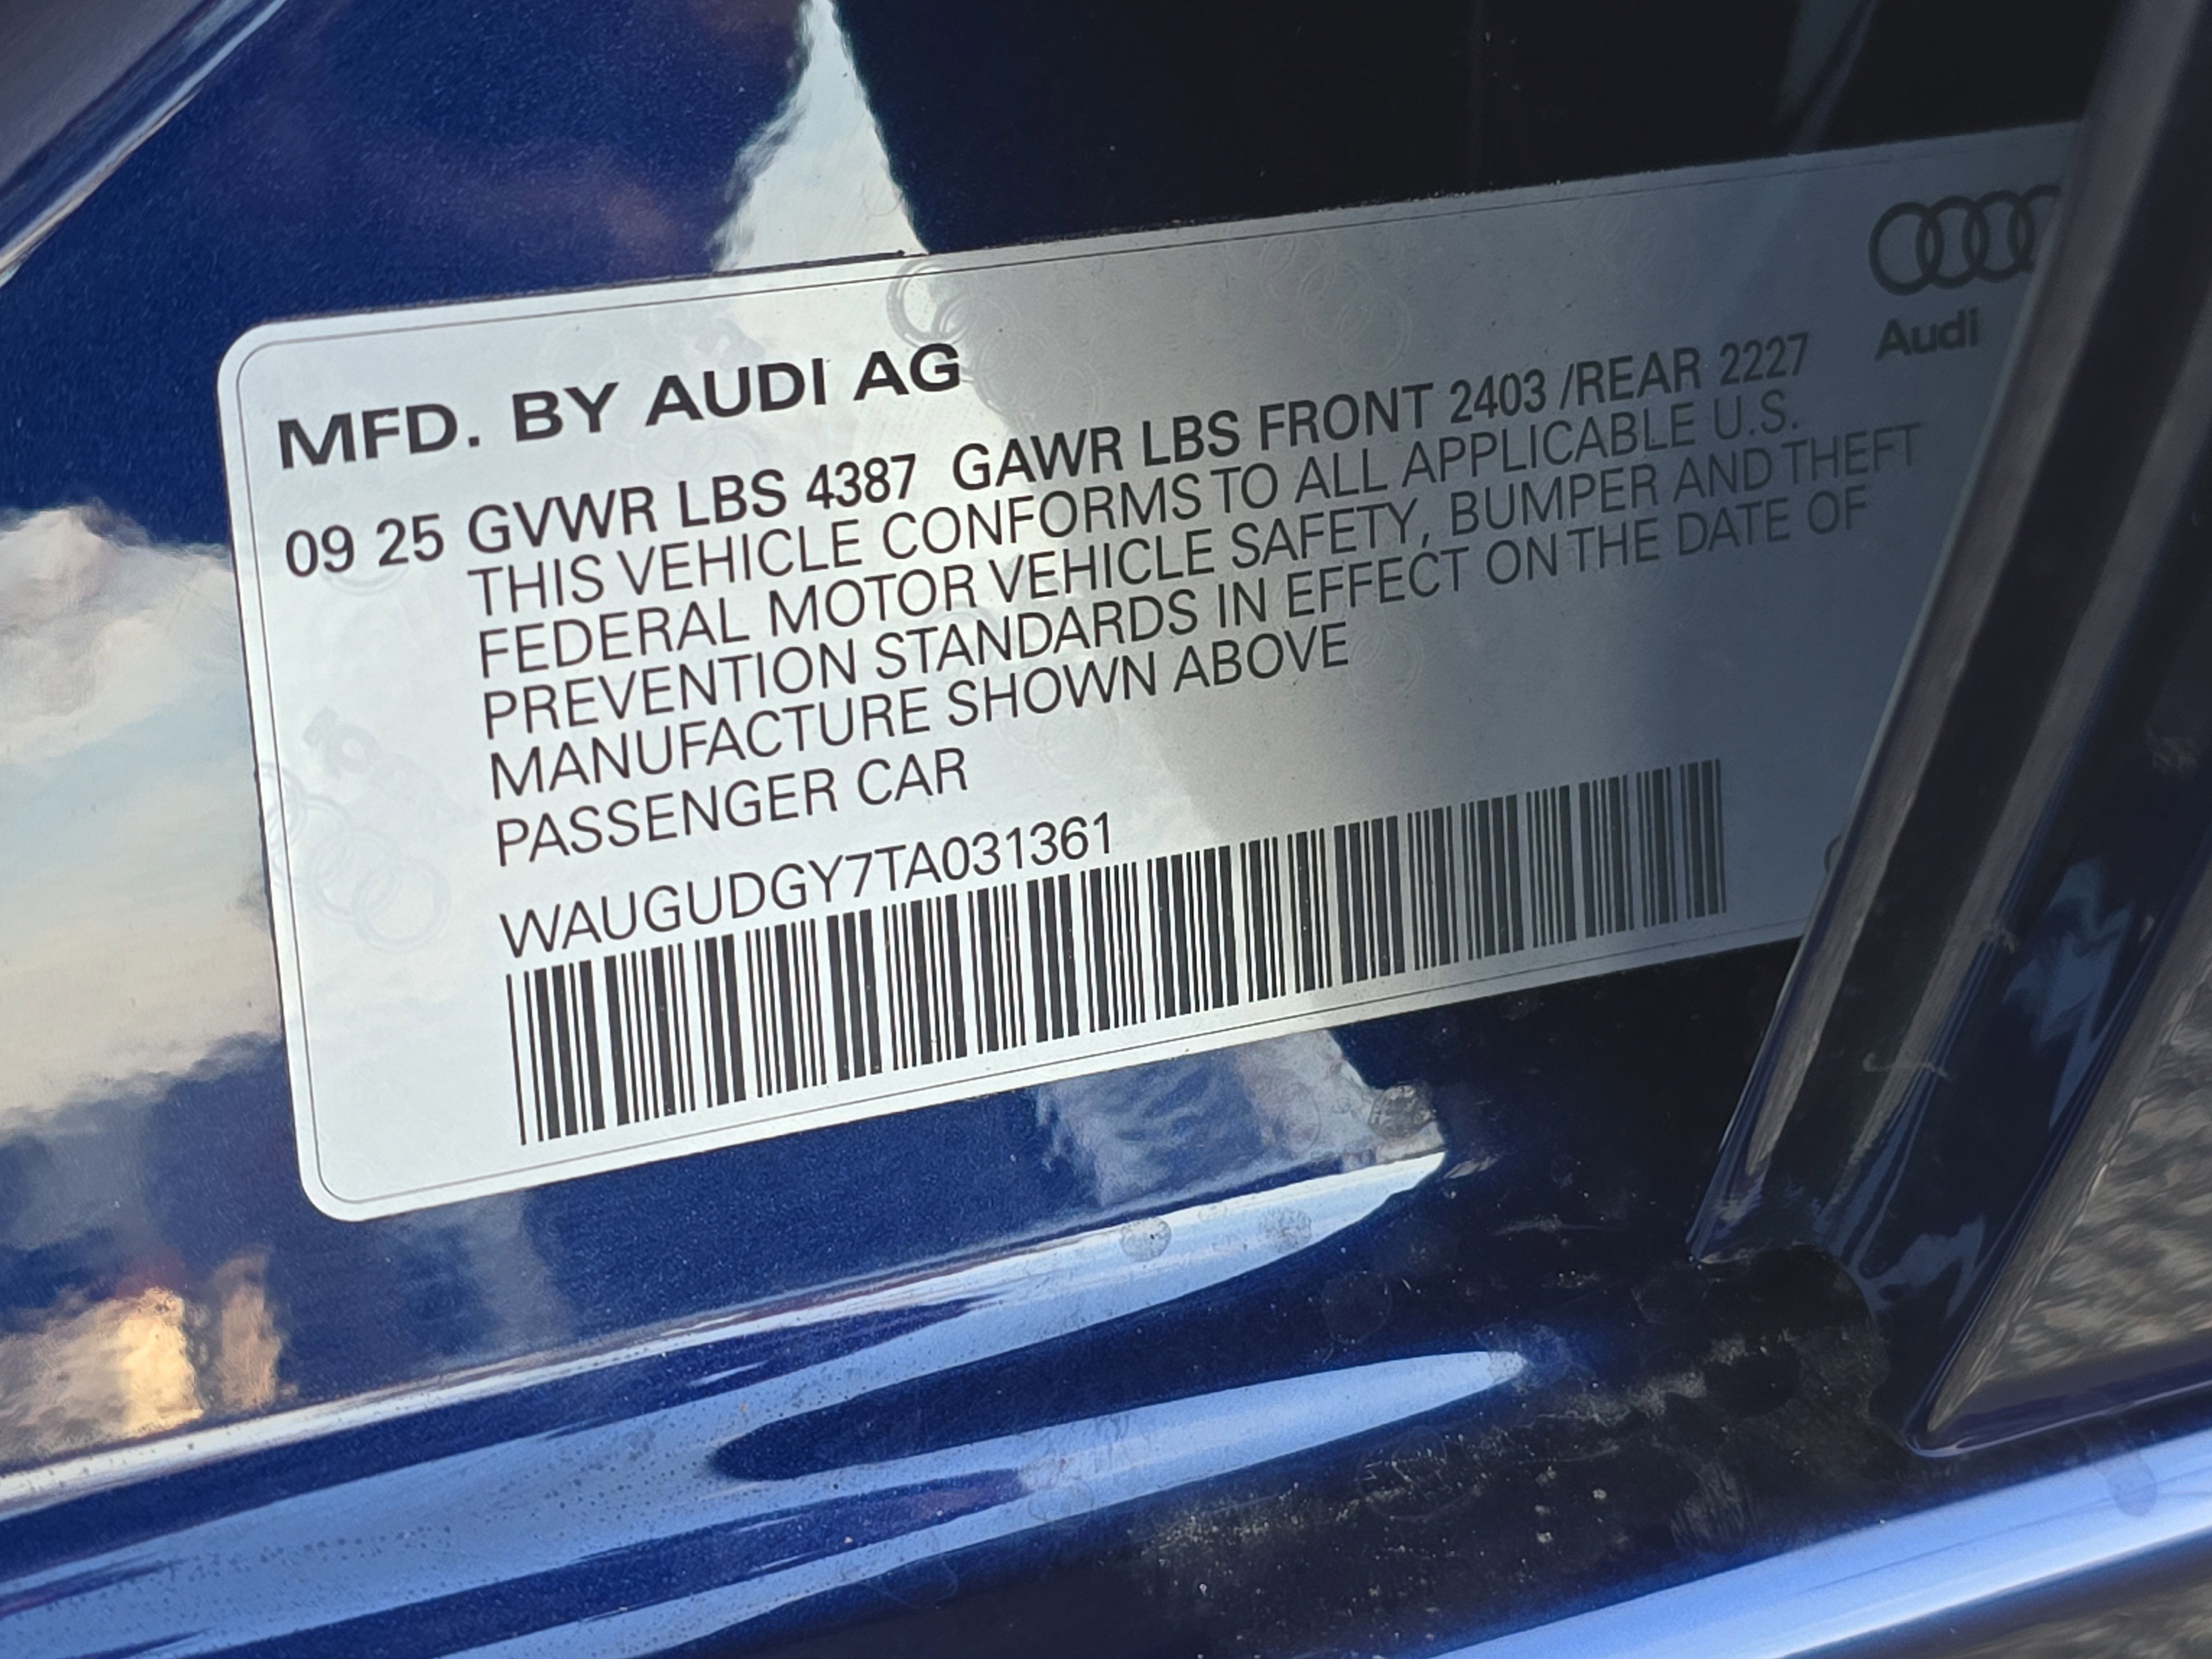 Audi
MFD. BY AUDI AG
09 25 GVWR LBS 4387 GAWR LBS FRONT 2403 /REAR 2227
THIS VEHICLE CONFORMS TO ALL APPLICABLE U.S.
FEDERAL MOTOR VEHICLE SAFETY, BUMPER AND THEFT
PREVENTION STANDARDS IN EFFECT ON THE DATE OF
MANUFACTURE SHOWN ABOVE
PASSENGER CAR
WAUGUDGY7TA031361